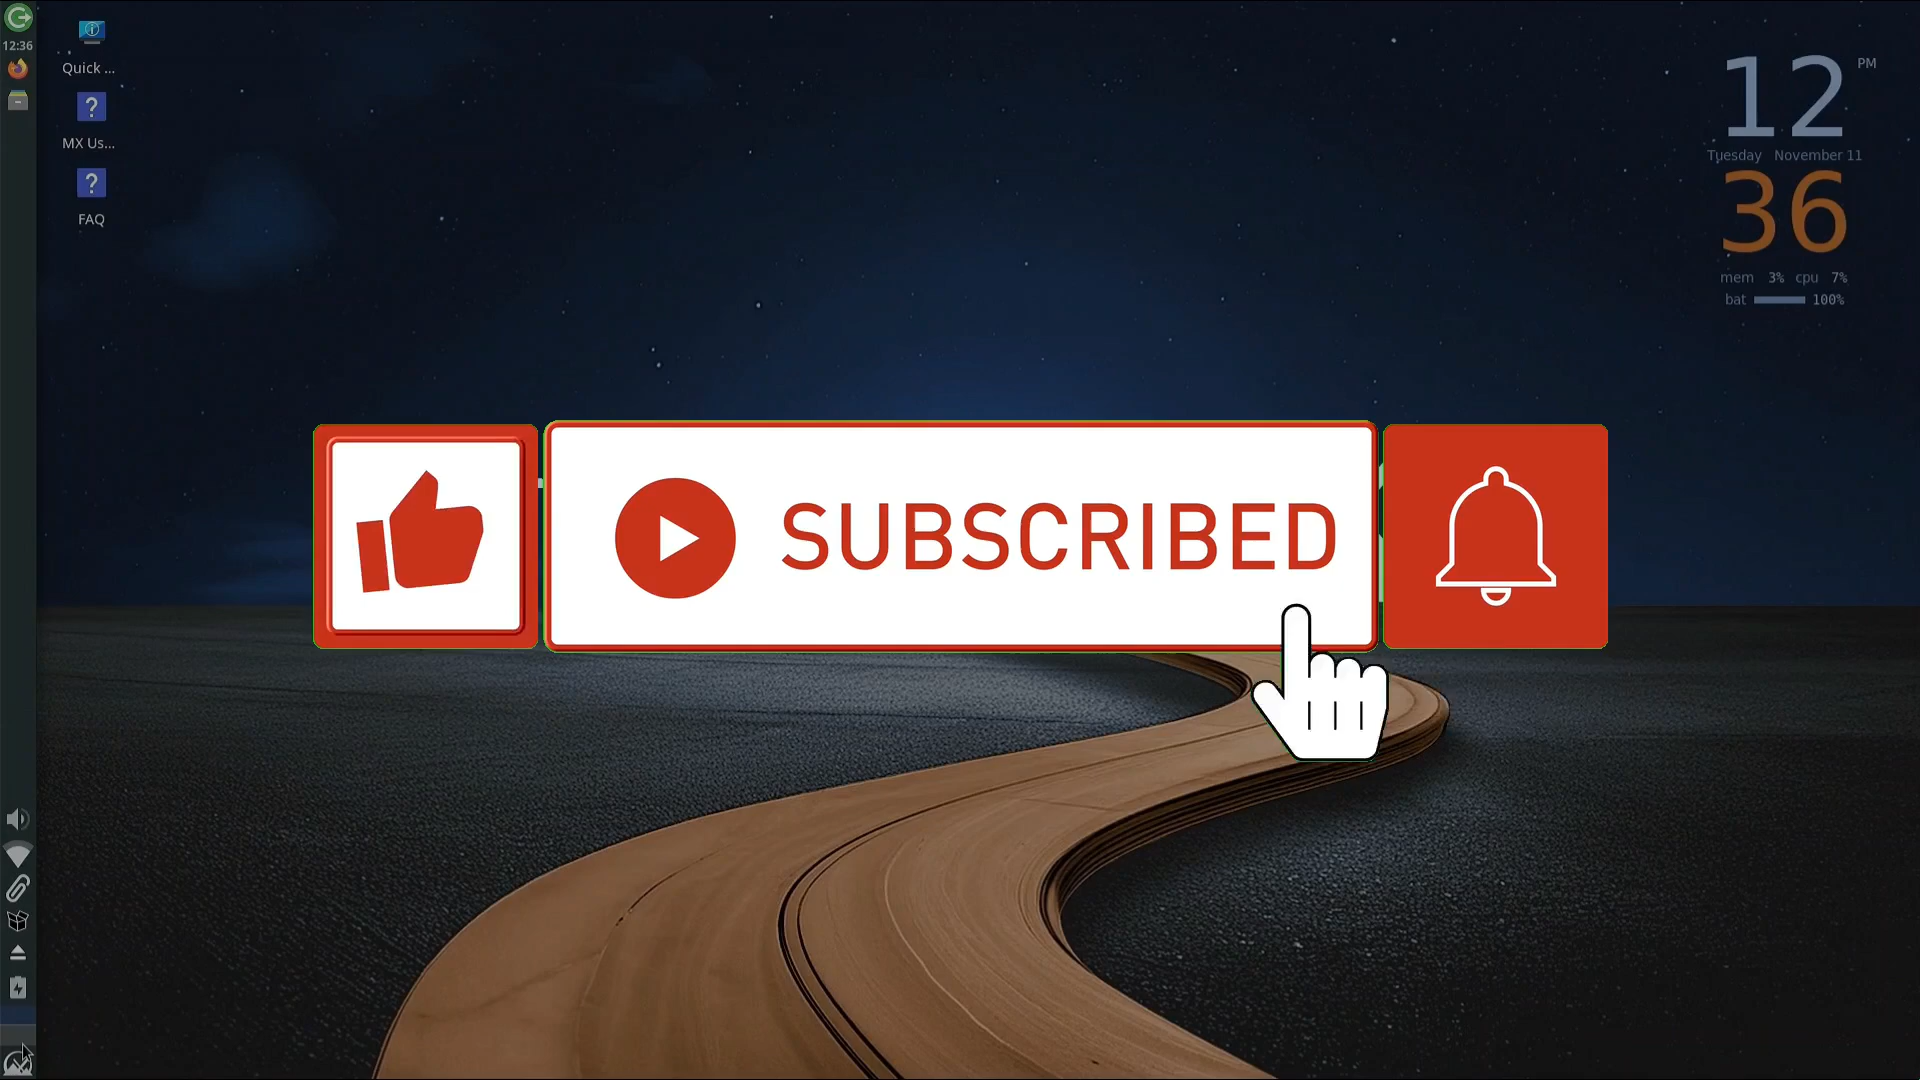 12:36
Quick ...
MX Us...
FAQ
12 PM
Tuesday November 11
36
mem 3% cpu 7%
bat 100%
SUBSCRIBED